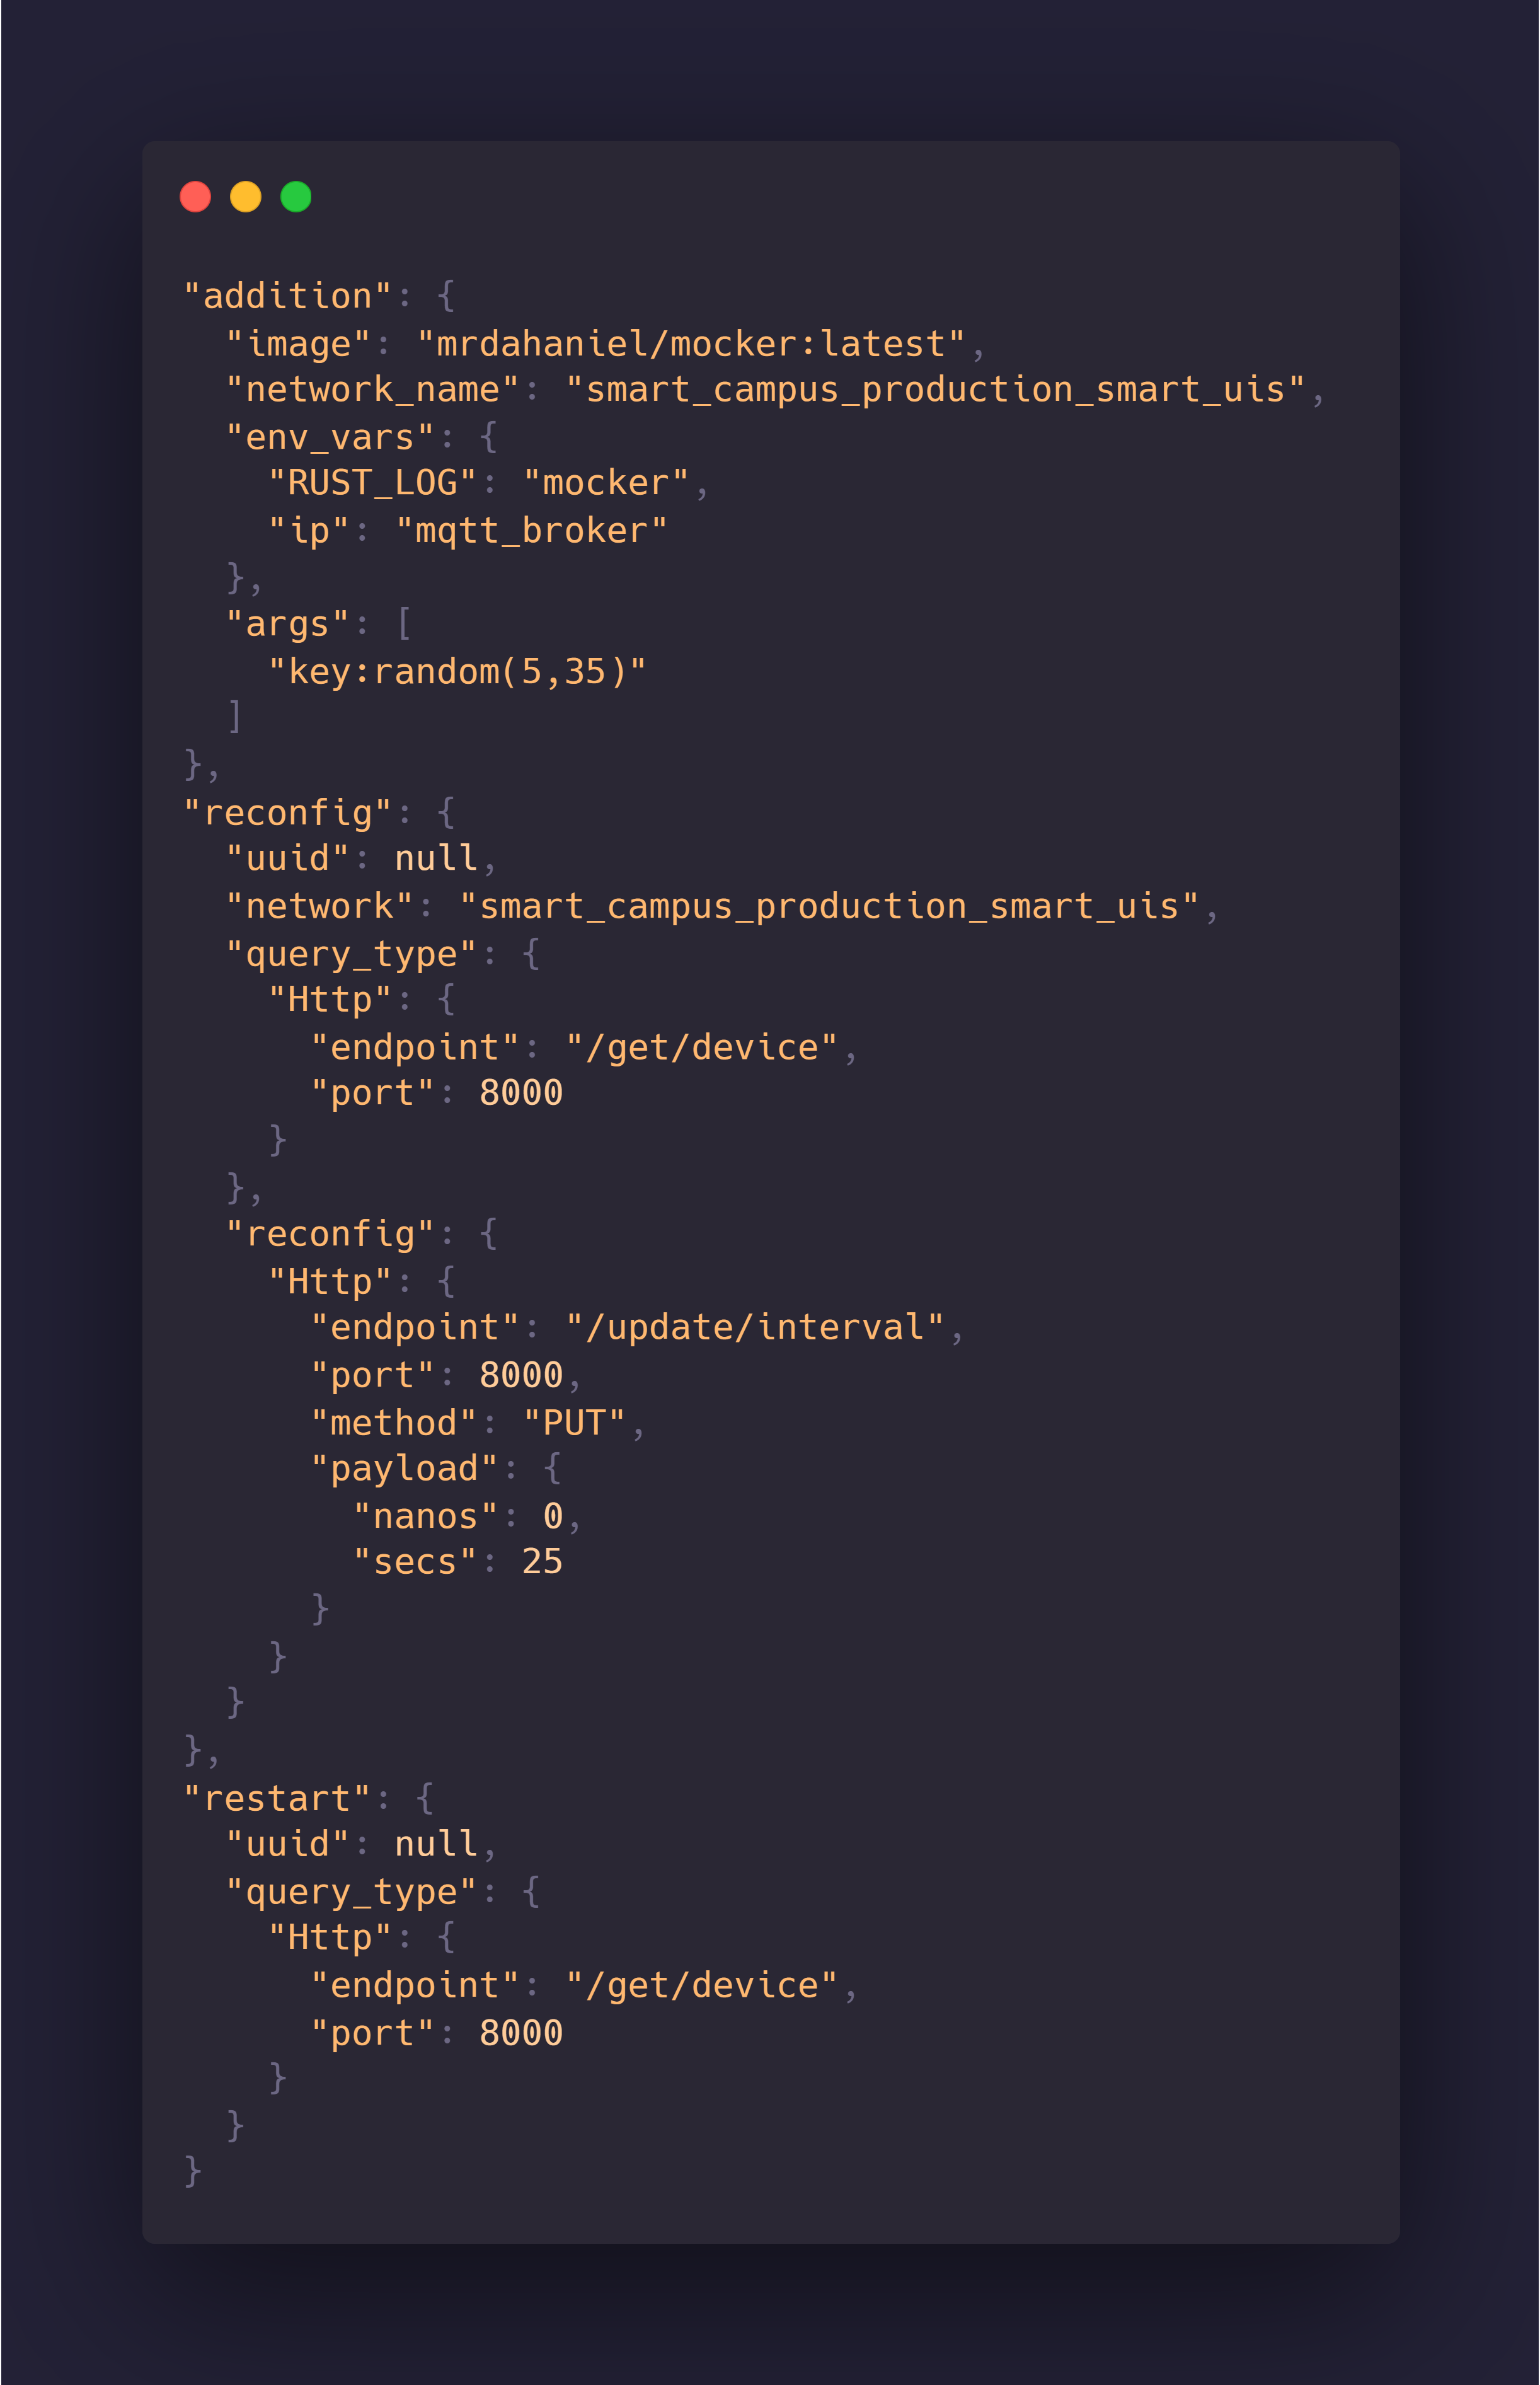 "addition": {
  "image": "mrdahaniel/mocker:latest",
  "network_name": "smart_campus_production_smart_uis",
  "env_vars": {
    "RUST_LOG": "mocker",
    "ip": "mqtt_broker"
  },
  "args": [
    "key:random(5,35)"
  ]
},
"reconfig": {
  "uuid": null,
  "network": "smart_campus_production_smart_uis",
  "query_type": {
    "Http": {
      "endpoint": "/get/device",
      "port": 8000
    }
  },
  "reconfig": {
    "Http": {
      "endpoint": "/update/interval",
      "port": 8000,
      "method": "PUT",
      "payload": {
        "nanos": 0,
        "secs": 25
      }
    }
  }
},
"restart": {
  "uuid": null,
  "query_type": {
    "Http": {
      "endpoint": "/get/device",
      "port": 8000
    }
  }
}